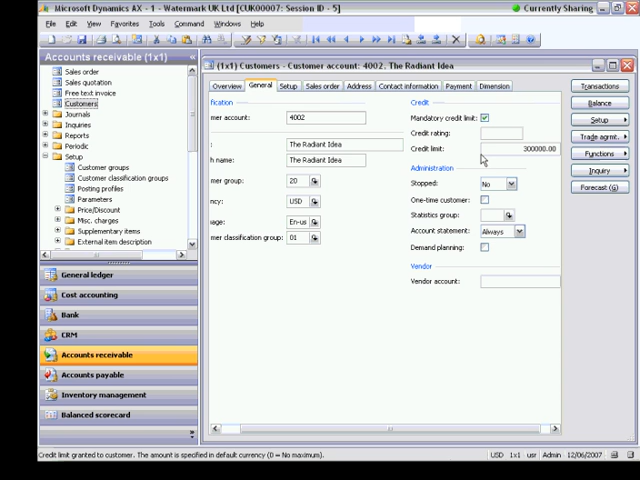 Microsoft Dynamics AX - 1 - Watermark UK Ltd [CUK00007: Session ID - 5]
Currently Sharing
File Edit View Favorites Tools Command Windows Help
Accounts receivable (1x1)
Sales order
Sales quotation
Free text invoice
Customers
Journals
Inquiries
Reports
Periodic
Setup
Customer groups
Customer classification groups
Posting profiles
Parameters
Price/Discount
Misc. charges
Supplementary items
External item description
General ledger
Cost accounting
Bank
CRM
Accounts receivable
Accounts payable
Inventory management
Balanced scorecard
(1x1) Customers - Customer account: 4002, The Radiant Idea
Overview General Setup Sales order Address Contact information Payment Dimension
fication
mer account: 4002
: The Radiant Idea
h name: The Radiant Idea
mer group: 20
ncy: USD
age: En-us
mer classification group: 01
Credit
Mandatory credit limit:
Credit rating:
Credit limit: 300000.00
Administration
Stopped: No
One-time customer:
Statistics group:
Account statement: Always
Demand planning:
Vendor
Vendor account:
Transactions
Balance
Setup
Trade agrmt.
Functions
Inquiry
Forecast (G)
Credit limit granted to customer. The amount is specified in default currency (0 = No maximum).
USD 1x1 usr Admin 12/06/2007